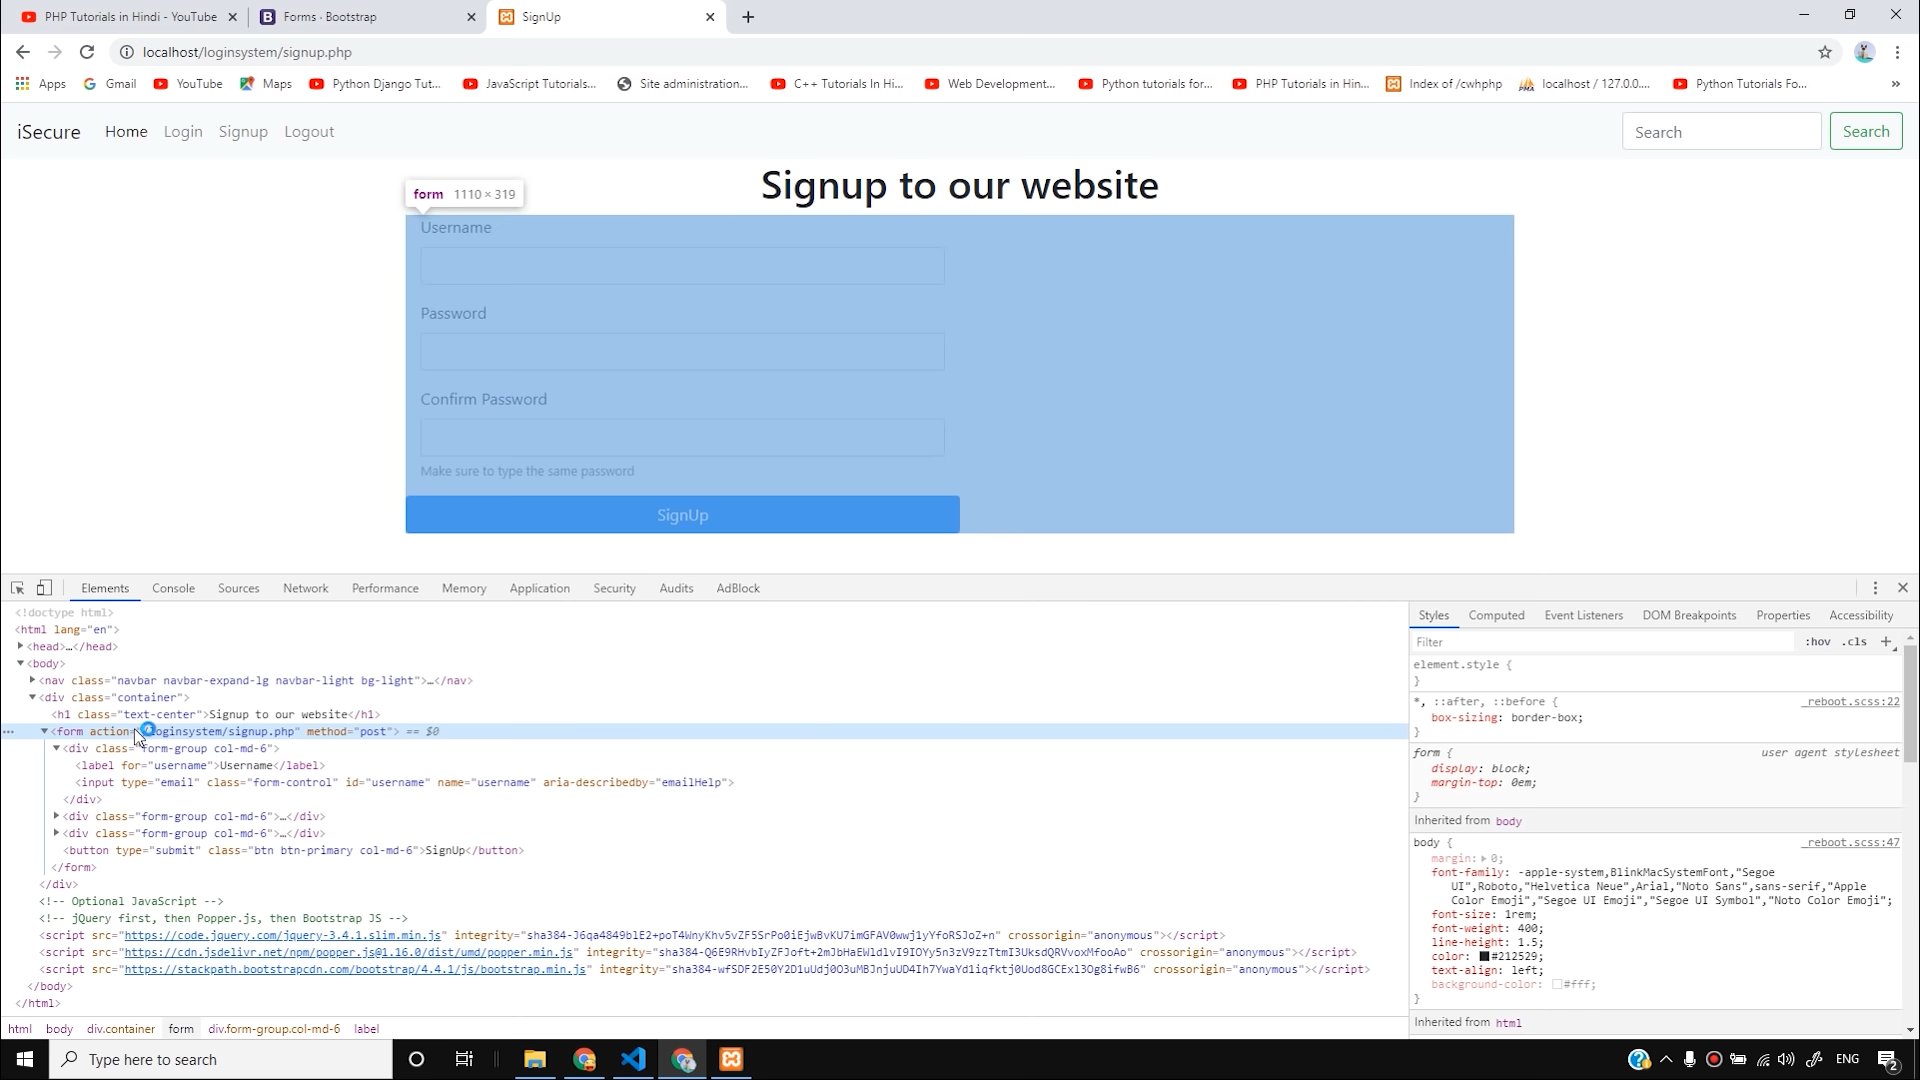 PHP Tutorials in Hindi - YouTube
Forms · Bootstrap
SignUp
localhost/loginsystem/signup.php
Apps Gmail YouTube Maps Python Django Tut... JavaScript Tutorials... Site administration... C++ Tutorials In Hi... Web Development... Python tutorials for... PHP Tutorials in Hin... Index of /cwhphp localhost / 127.0.0.... Python Tutorials Fo... »
iSecure Home Login Signup Logout Search Search
Signup to our website
form 1110 × 319
Username
Password
Confirm Password
Make sure to type the same password
SignUp
Elements Console Sources Network Performance Memory Application Security Audits AdBlock
<!doctype html>
<html lang="en">
<head>…</head>
<body>
<nav class="navbar navbar-expand-lg navbar-light bg-light">…</nav>
<div class="container">
<h1 class="text-center">Signup to our website</h1>
<form action= loginsystem/signup.php" method="post"> == $0
<div class="form-group col-md-6">
<label for="username">Username</label>
<input type="email" class="form-control" id="username" name="username" aria-describedby="emailHelp">
</div>
<div class="form-group col-md-6">…</div>
<div class="form-group col-md-6">…</div>
<button type="submit" class="btn btn-primary col-md-6">SignUp</button>
</form>
</div>
<!-- Optional JavaScript -->
<!-- jQuery first, then Popper.js, then Bootstrap JS -->
<script src="https://code.jquery.com/jquery-3.4.1.slim.min.js" integrity="sha384-J6qa4849blE2+poT4WnyKhv5vZF5SrPo0iEjwBvKU7imGFAV0wwj1yYfoRSJoZ+n" crossorigin="anonymous"></script>
<script src="https://cdn.jsdelivr.net/npm/popper.js@1.16.0/dist/umd/popper.min.js" integrity="sha384-Q6E9RHvbIyZFJoft+2mJbHaEWldlvI9IOYy5n3zV9zzTtmI3UksdQRVvoxMfooAo" crossorigin="anonymous"></script>
<script src="https://stackpath.bootstrapcdn.com/bootstrap/4.4.1/js/bootstrap.min.js" integrity="sha384-wfSDF2E50Y2D1uUdj0O3uMBJnjuUD4Ih7YwaYd1iqfktj0Uod8GCExl3Og8ifwB6" crossorigin="anonymous"></script>
</body>
</html>
html body div.container form div.form-group.col-md-6 label
Styles Computed Event Listeners DOM Breakpoints Properties Accessibility
Filter :hov .cls +
element.style {
}
*, ::after, ::before { _reboot.scss:22
box-sizing: border-box;
}
form { user agent stylesheet
display: block;
margin-top: 0em;
}
Inherited from body
body { _reboot.scss:47
margin: 0;
font-family: -apple-system,BlinkMacSystemFont,"Segoe
UI",Roboto,"Helvetica Neue",Arial,"Noto Sans",sans-serif,"Apple
Color Emoji","Segoe UI Emoji","Segoe UI Symbol","Noto Color Emoji";
font-size: 1rem;
font-weight: 400;
line-height: 1.5;
color: #212529;
text-align: left;
background-color: #fff;
}
Inherited from html
Type here to search
ENG
2